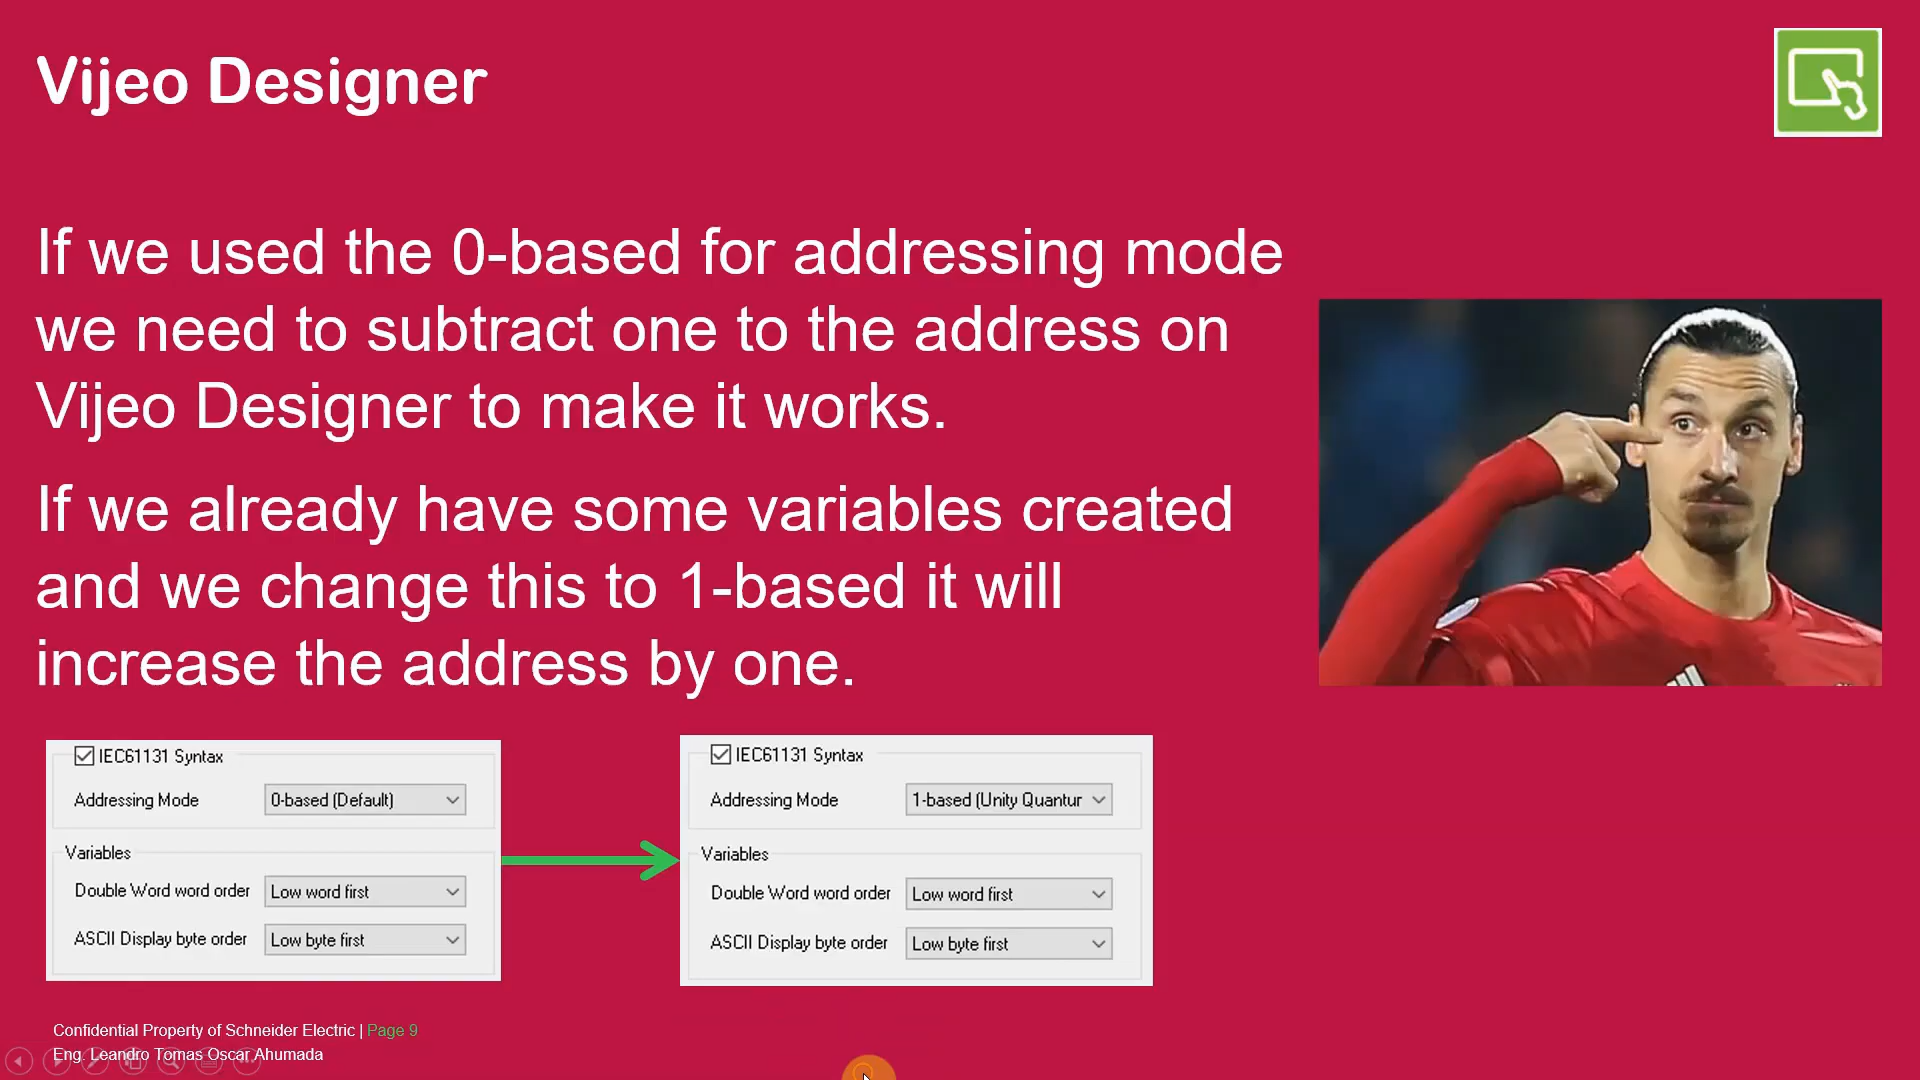 Vijeo Designer
If we used the 0-based for addressing mode
we need to subtract one to the address on
Vijeo Designer to make it works.
If we already have some variables created
and we change this to 1-based it will
increase the address by one.
IEC61131 Syntax
Addressing Mode 0-based (Default)
Variables
Double Word word order Low word first
ASCII Display byte order Low byte first
IEC61131 Syntax
Addressing Mode 1-based (Unity Quantur
Variables
Double Word word order Low word first
ASCII Display byte order Low byte first
Confidential Property of Schneider Electric | Page 9
Eng. Leandro Tomas Oscar Ahumada